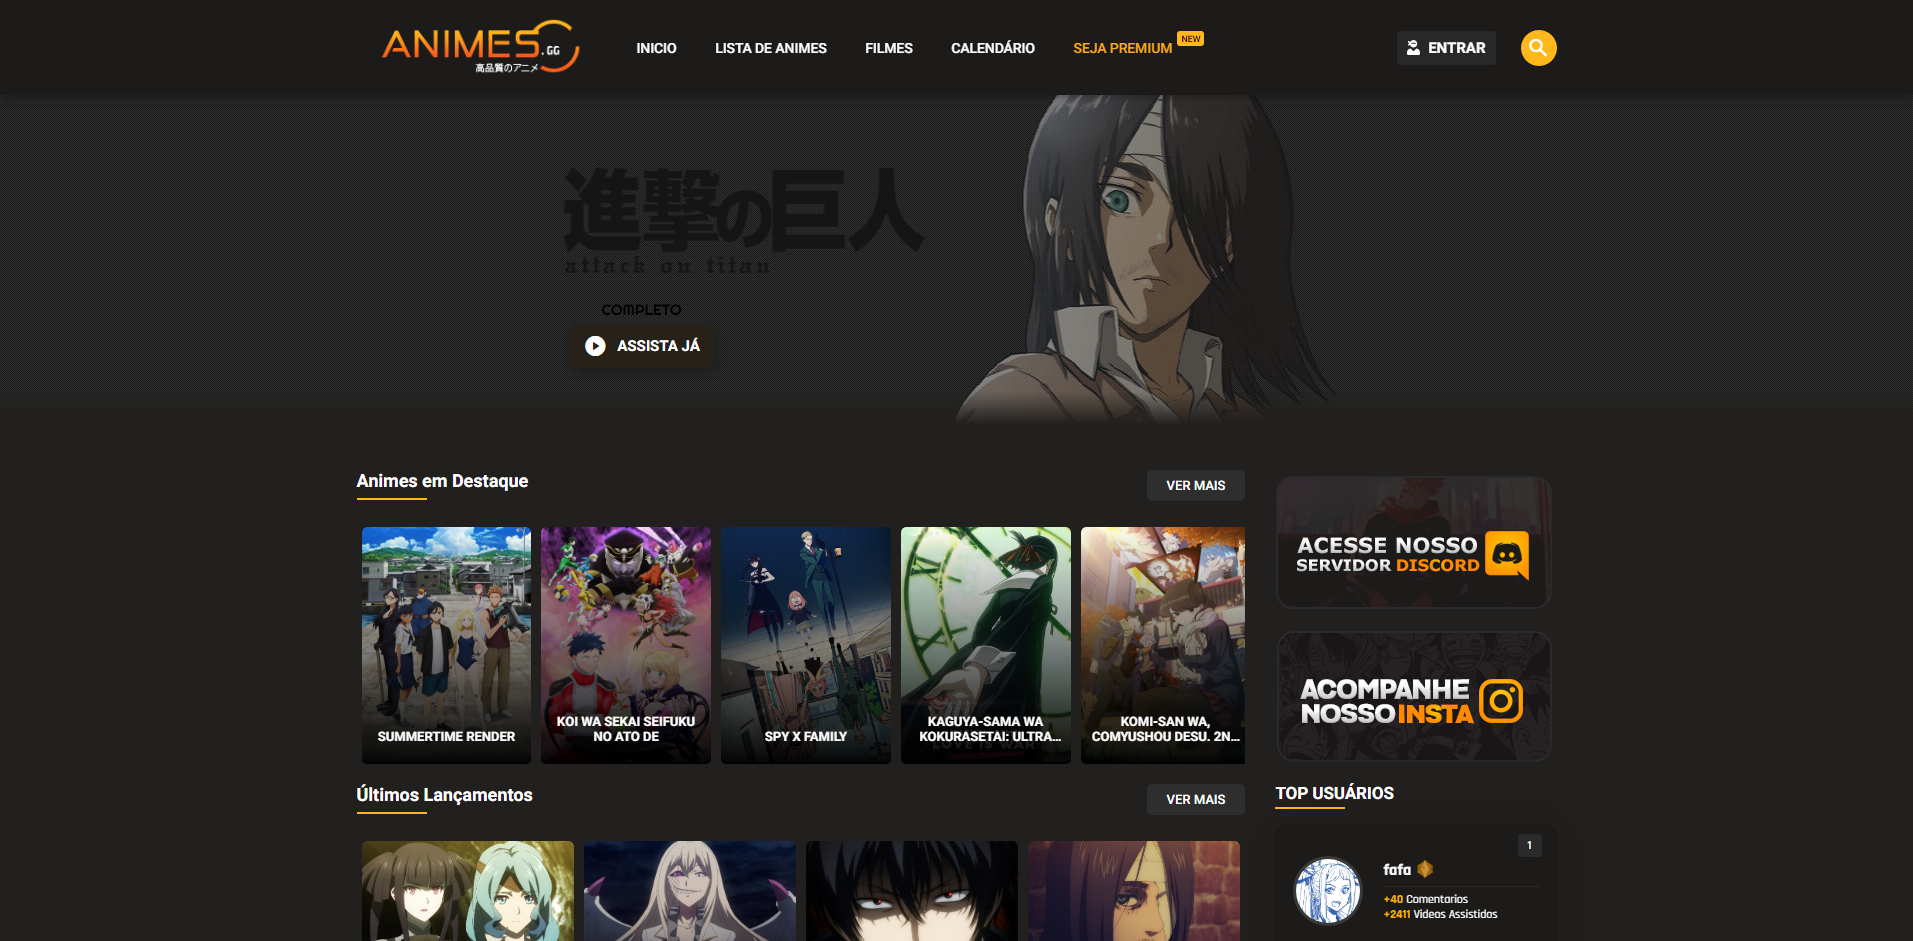 ANIMES.GG
高品質のアニメ
INICIO
LISTA DE ANIMES
FILMES
CALENDÁRIO
SEJA PREMIUM
NEW
ENTRAR
進撃の巨人
attack on titan
COMPLETO
ASSISTA JÁ
Animes em Destaque
VER MAIS
SUMMERTIME RENDER
KOI WA SEKAI SEIFUKU
NO ATO DE
SPY X FAMILY
KAGUYA-SAMA WA
KOKURASETAI: ULTRA...
LOVE IS WAR
KOMI-SAN WA,
COMYUSHOU DESU. 2N...
ACESSE NOSSO
SERVIDOR DISCORD
ACOMPANHE
NOSSO INSTA
Últimos Lançamentos
VER MAIS
TOP USUÁRIOS
1
fafa
+40 Comentarios
+2411 Videos Assistidos